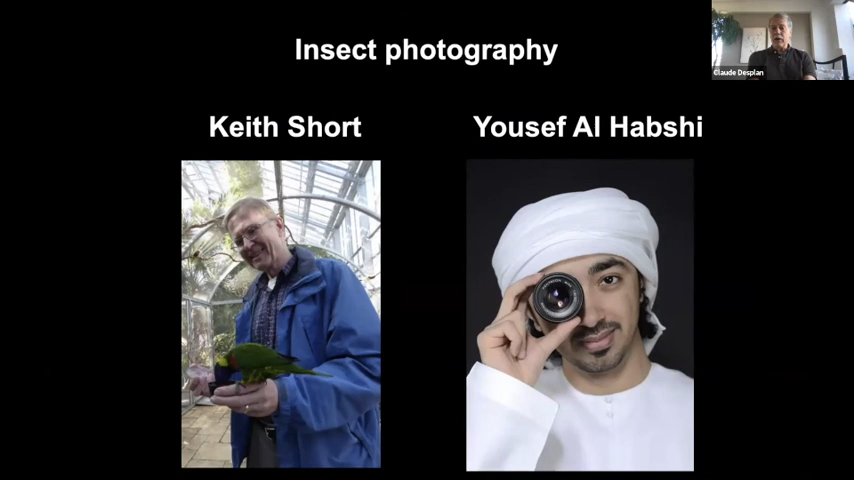 Insect photography
Claude Desplan
Keith Short
Yousef Al Habshi